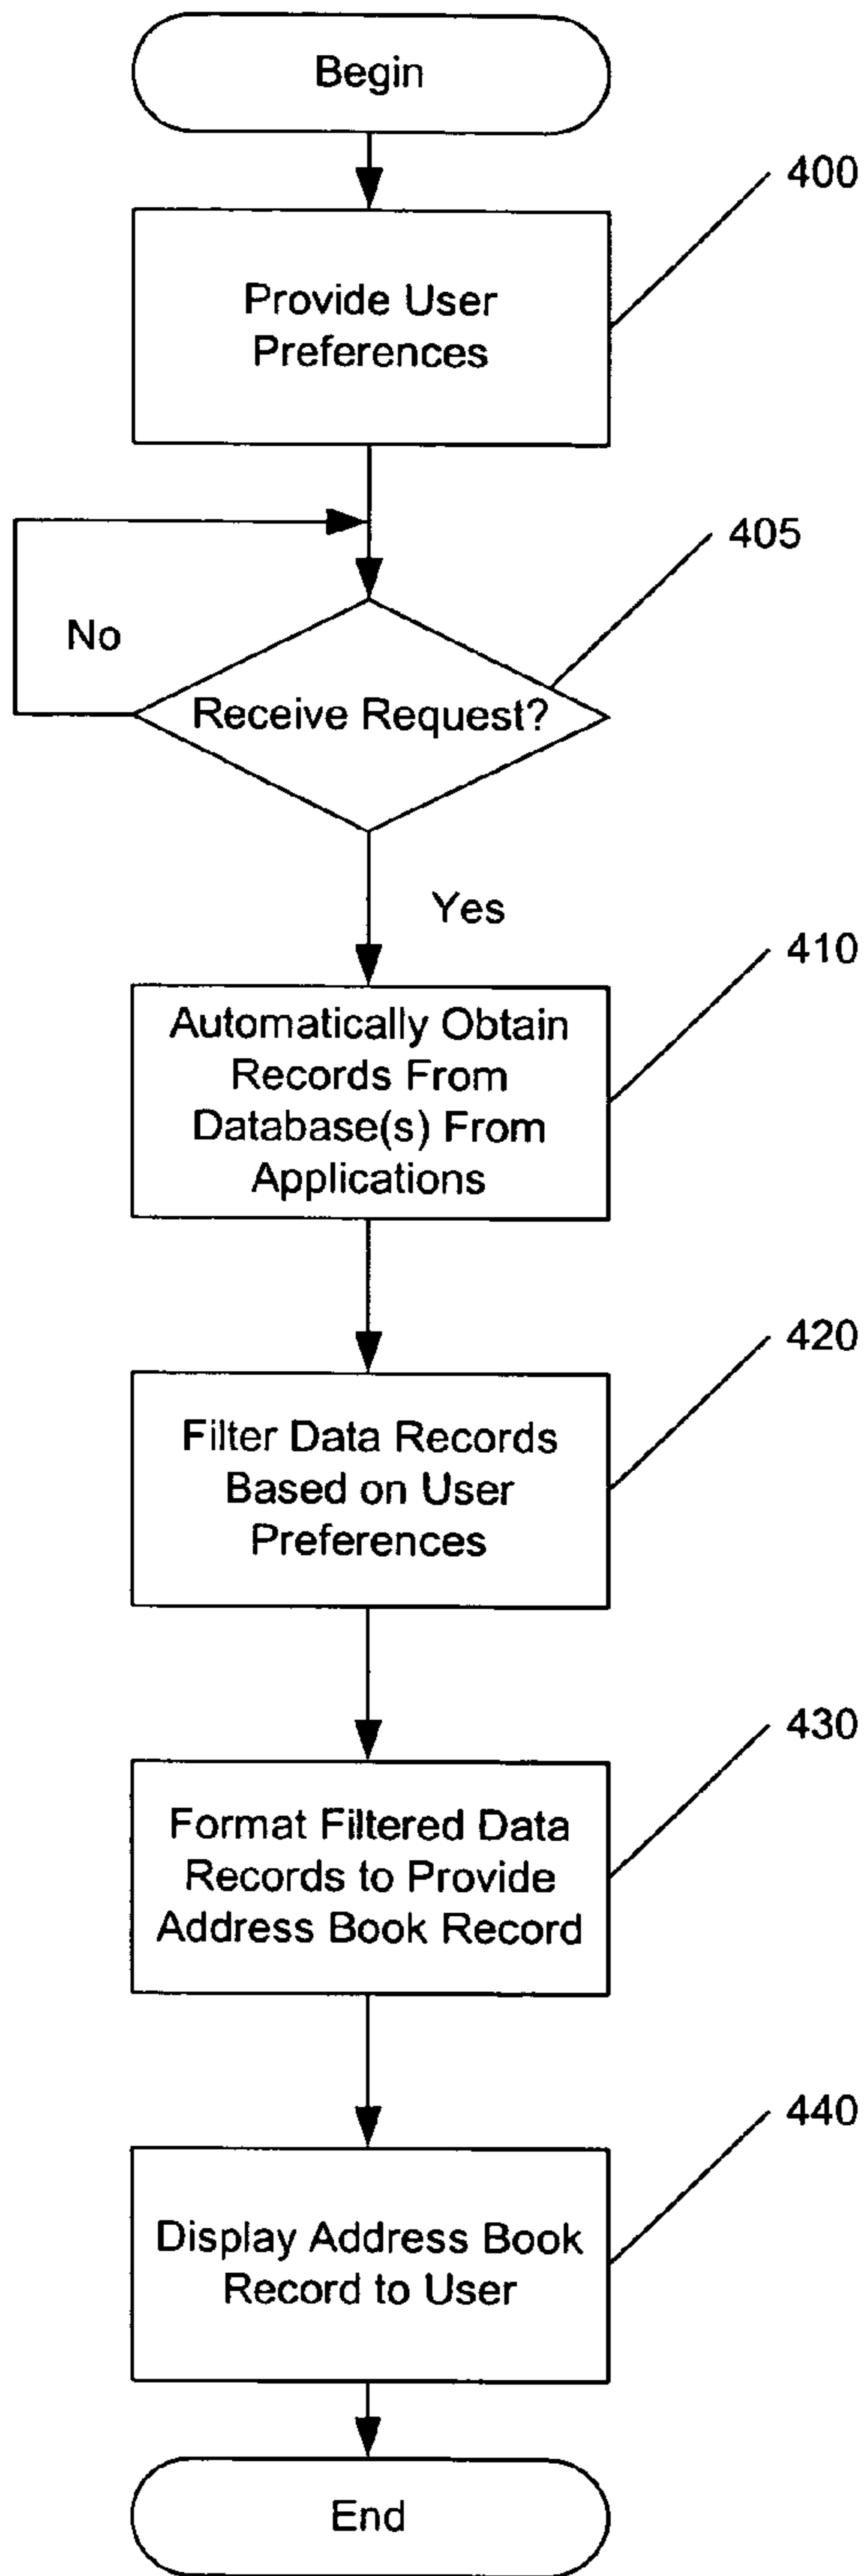 Begin
400
Provide User
Preferences
405
No
Receive Request?
Yes
410
Automatically Obtain
Records From
Database(s) From
Applications
420
Filter Data Records
Based on User
Preferences
430
Format Filtered Data
Records to Provide
Address Book Record
440
Display Address Book
Record to User
End